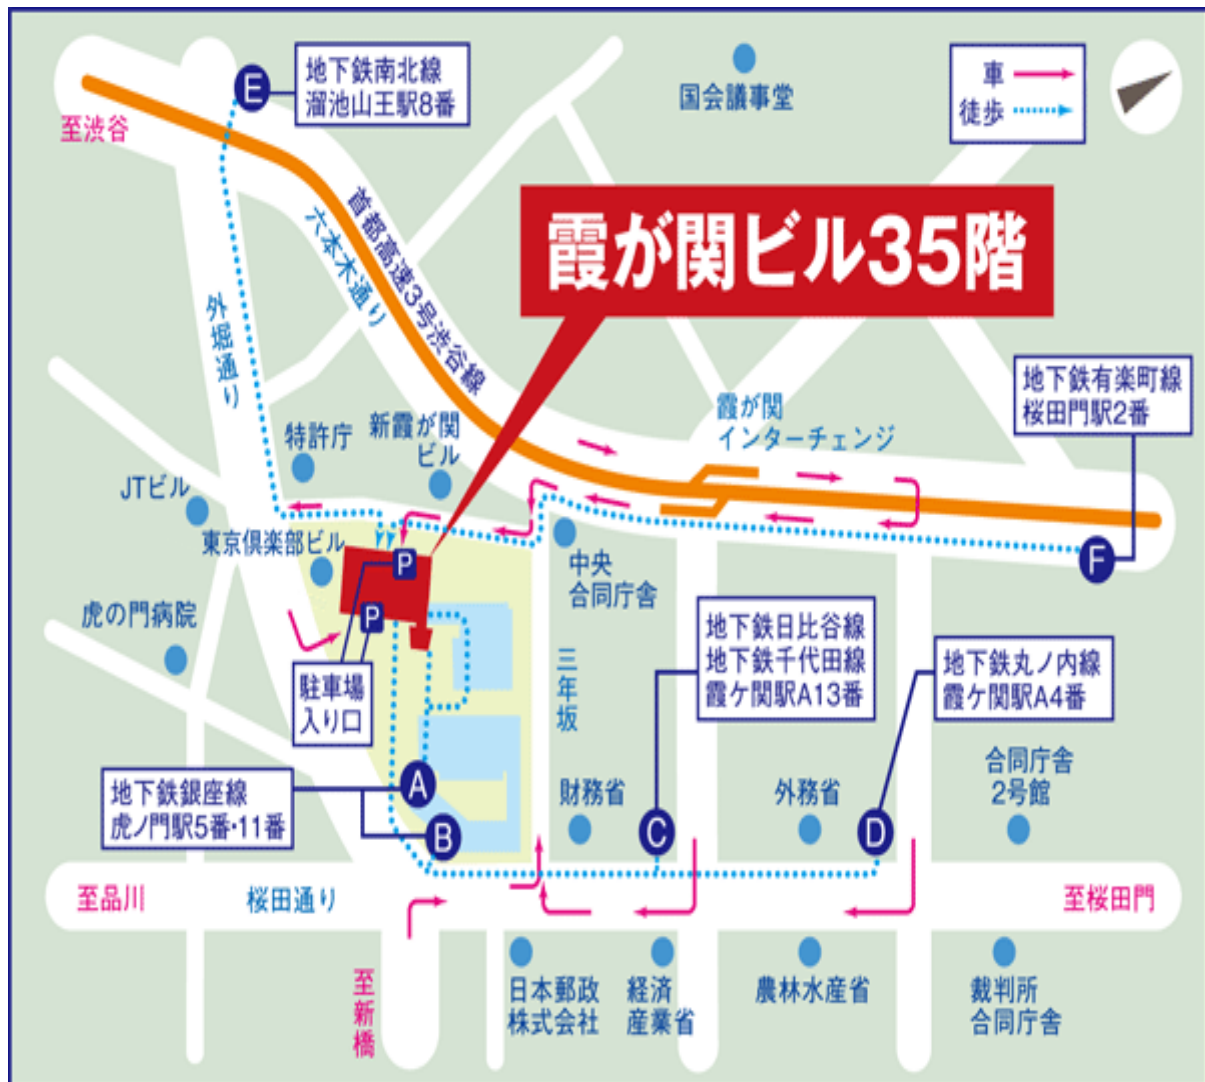 地下鉄南北線
溜池山王駅8番
E
至渋谷
国会議事堂
車
徒歩
霞が関ビル35階
首都高速3号渋谷線
六本木通り
外堀通り
地下鉄有楽町線
桜田門駅2番
霞が関
インターチェンジ
特許庁
新霞が関
ビル
JTビル
東京倶楽部ビル
P
P
中央
合同庁舎
F
虎の門病院
駐車場
入り口
三年坂
地下鉄日比谷線
地下鉄千代田線
霞ケ関駅A13番
地下鉄丸ノ内線
霞ケ関駅A4番
地下鉄銀座線
虎ノ門駅5番・11番
A
B
財務省
C
外務省
D
合同庁舎
2号館
至品川
桜田通り
至桜田門
至新橋
日本郵政
株式会社
経済
産業省
農林水産省
裁判所
合同庁舎